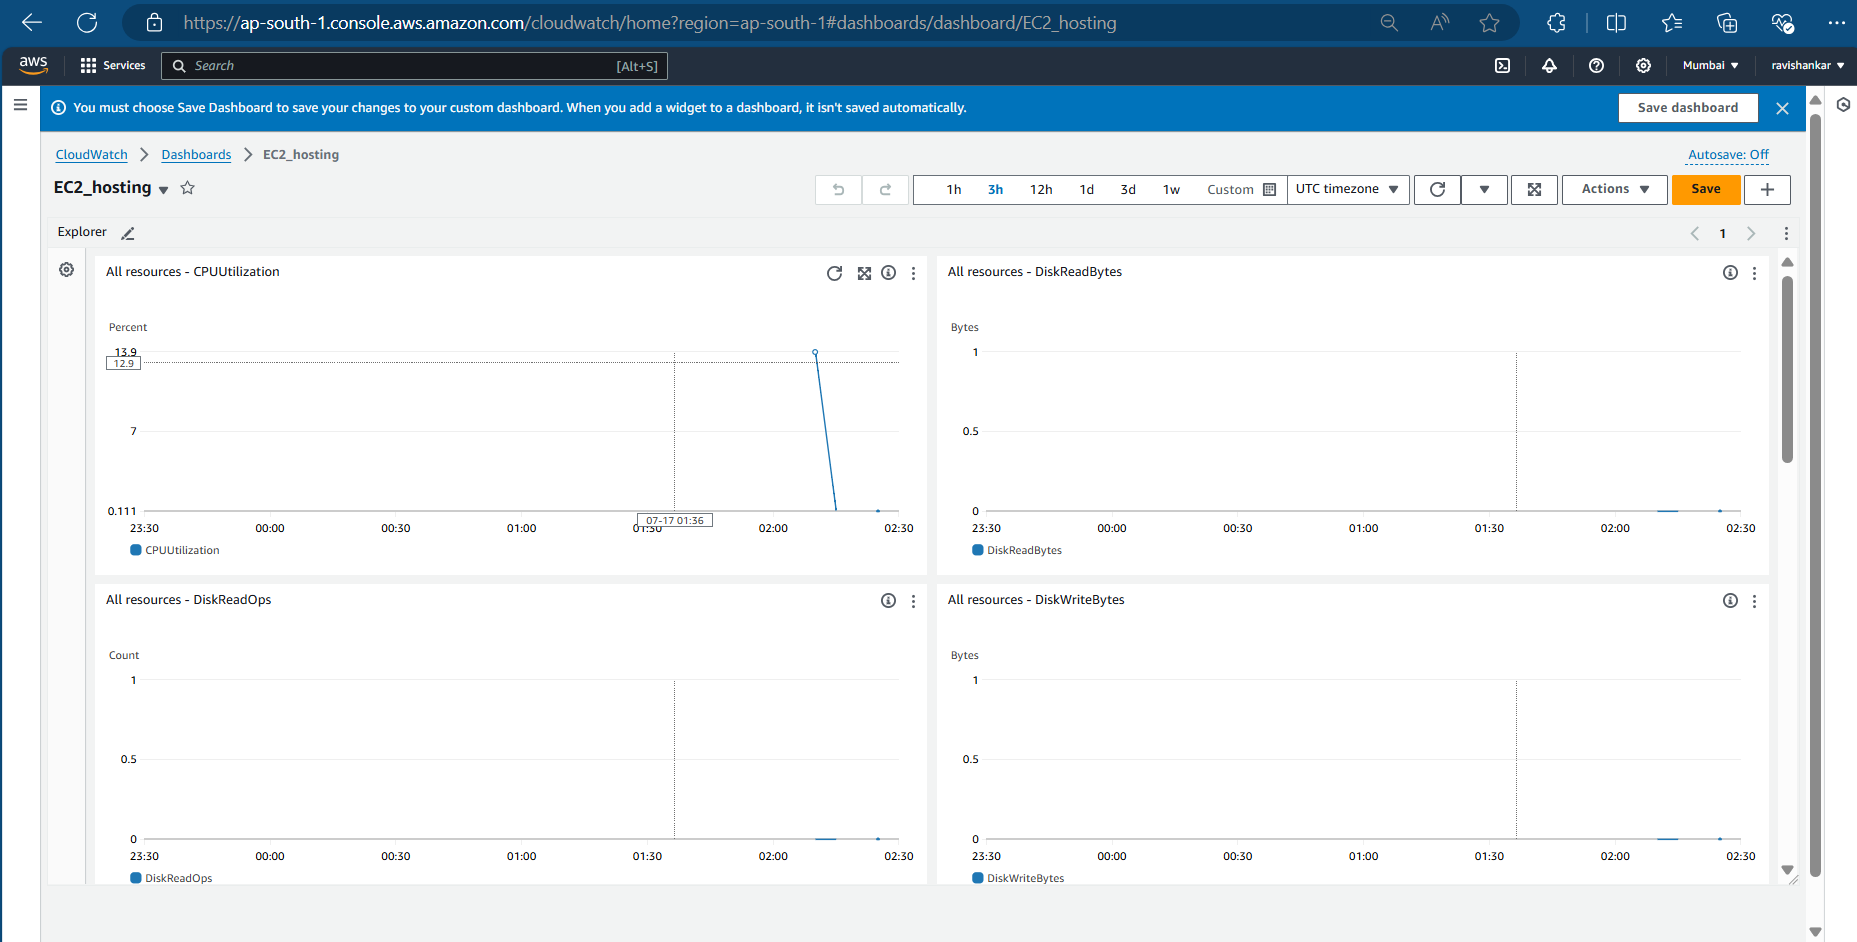 https://ap-south-1.console.aws.amazon.com/cloudwatch/home?region=ap-south-1#dashboards/dashboard/EC2_hosting
aws Services Search [Alt+S] Mumbai ravishankar
You must choose Save Dashboard to save your changes to your custom dashboard. When you add a widget to a dashboard, it isn't saved automatically. Save dashboard
CloudWatch Dashboards EC2_hosting Autosave: Off
EC2_hosting 1h 3h 12h 1d 3d 1w Custom UTC timezone Actions Save
Explorer 1
All resources - CPUUtilization
Percent
13.9
12.9
7
0.111
23:30 00:00 00:30 01:00 01:30 02:00 02:30
07-17 01:36
CPUUtilization
All resources - DiskReadBytes
Bytes
1
0.5
0
23:30 00:00 00:30 01:00 01:30 02:00 02:30
DiskReadBytes
All resources - DiskReadOps
Count
1
0.5
0
23:30 00:00 00:30 01:00 01:30 02:00 02:30
DiskReadOps
All resources - DiskWriteBytes
Bytes
1
0.5
0
23:30 00:00 00:30 01:00 01:30 02:00 02:30
DiskWriteBytes